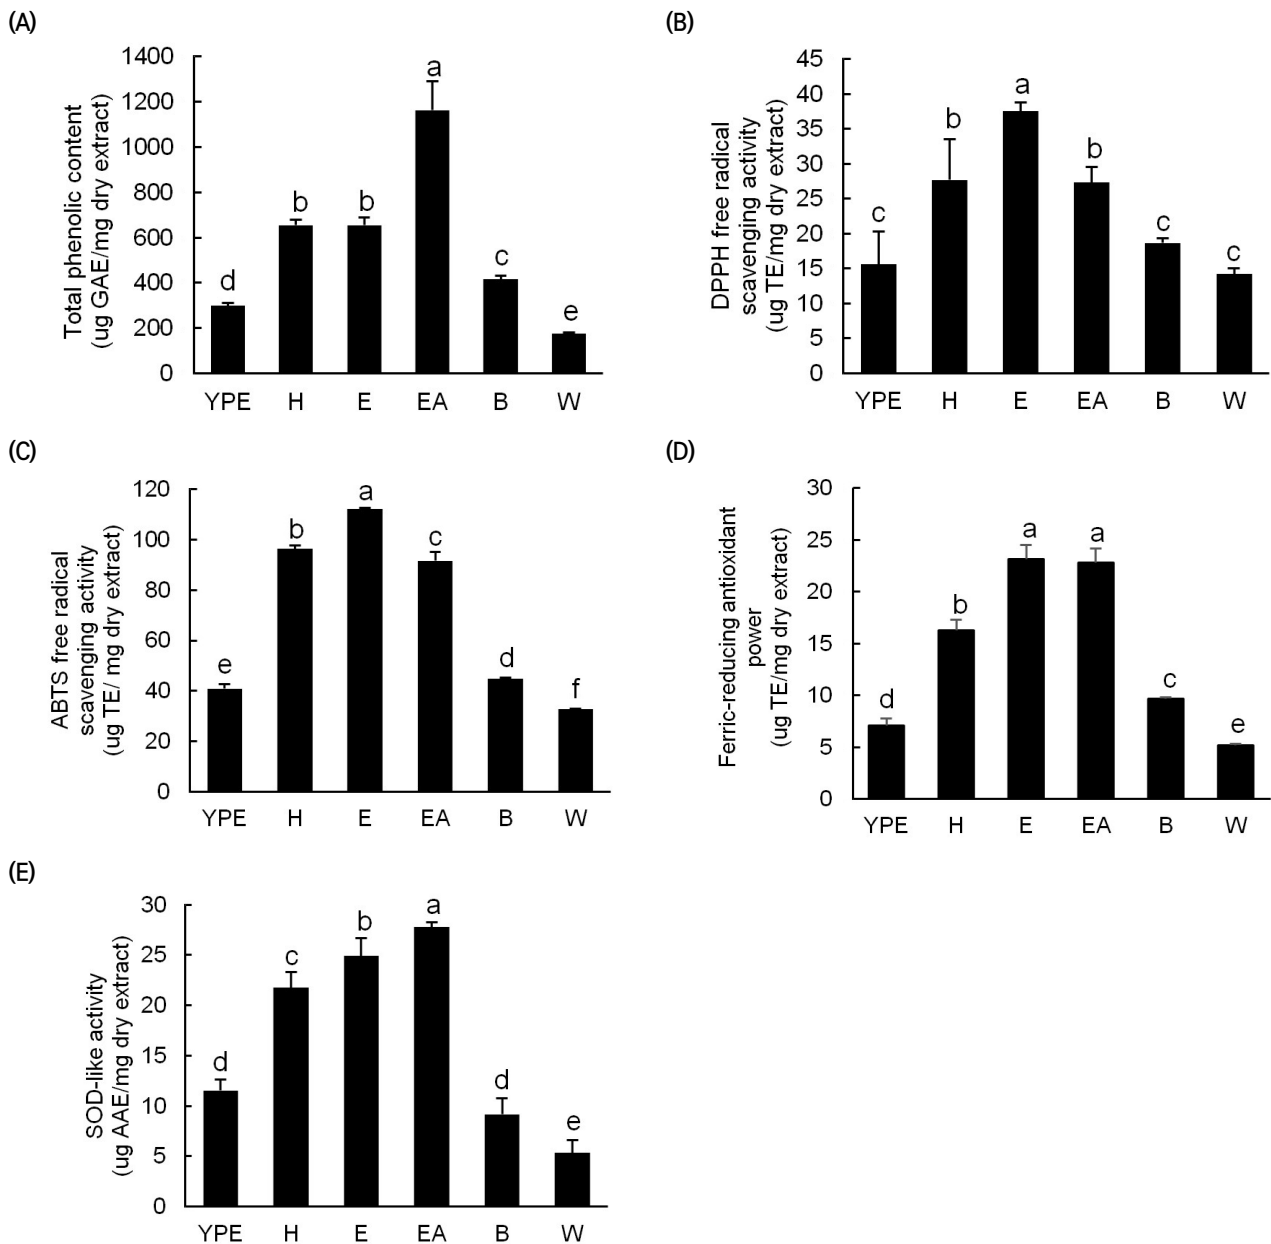 (A)
Total phenolic content
(ug GAE/mg dry extract)
1400
1200
1000
800
600
400
200
0
d
b
b
a
c
e
YPE H E EA B W
(B)
DPPH free radical
scavenging activity
(ug TE/mg dry extract)
45
40
35
30
25
20
15
10
5
0
c
b
a
b
c
c
YPE H E EA B W
(C)
ABTS free radical
scavenging activity
(ug TE/ mg dry extract)
120
100
80
60
40
20
0
e
b
a
c
d
f
YPE H E EA B W
(D)
Ferric-reducing antioxidant
power
(ug TE/mg dry extract)
30
25
20
15
10
5
0
d
b
a
a
c
e
YPE H E EA B W
(E)
SOD-like activity
(ug AAE/mg dry extract)
30
25
20
15
10
5
0
d
c
b
a
d
e
YPE H E EA B W